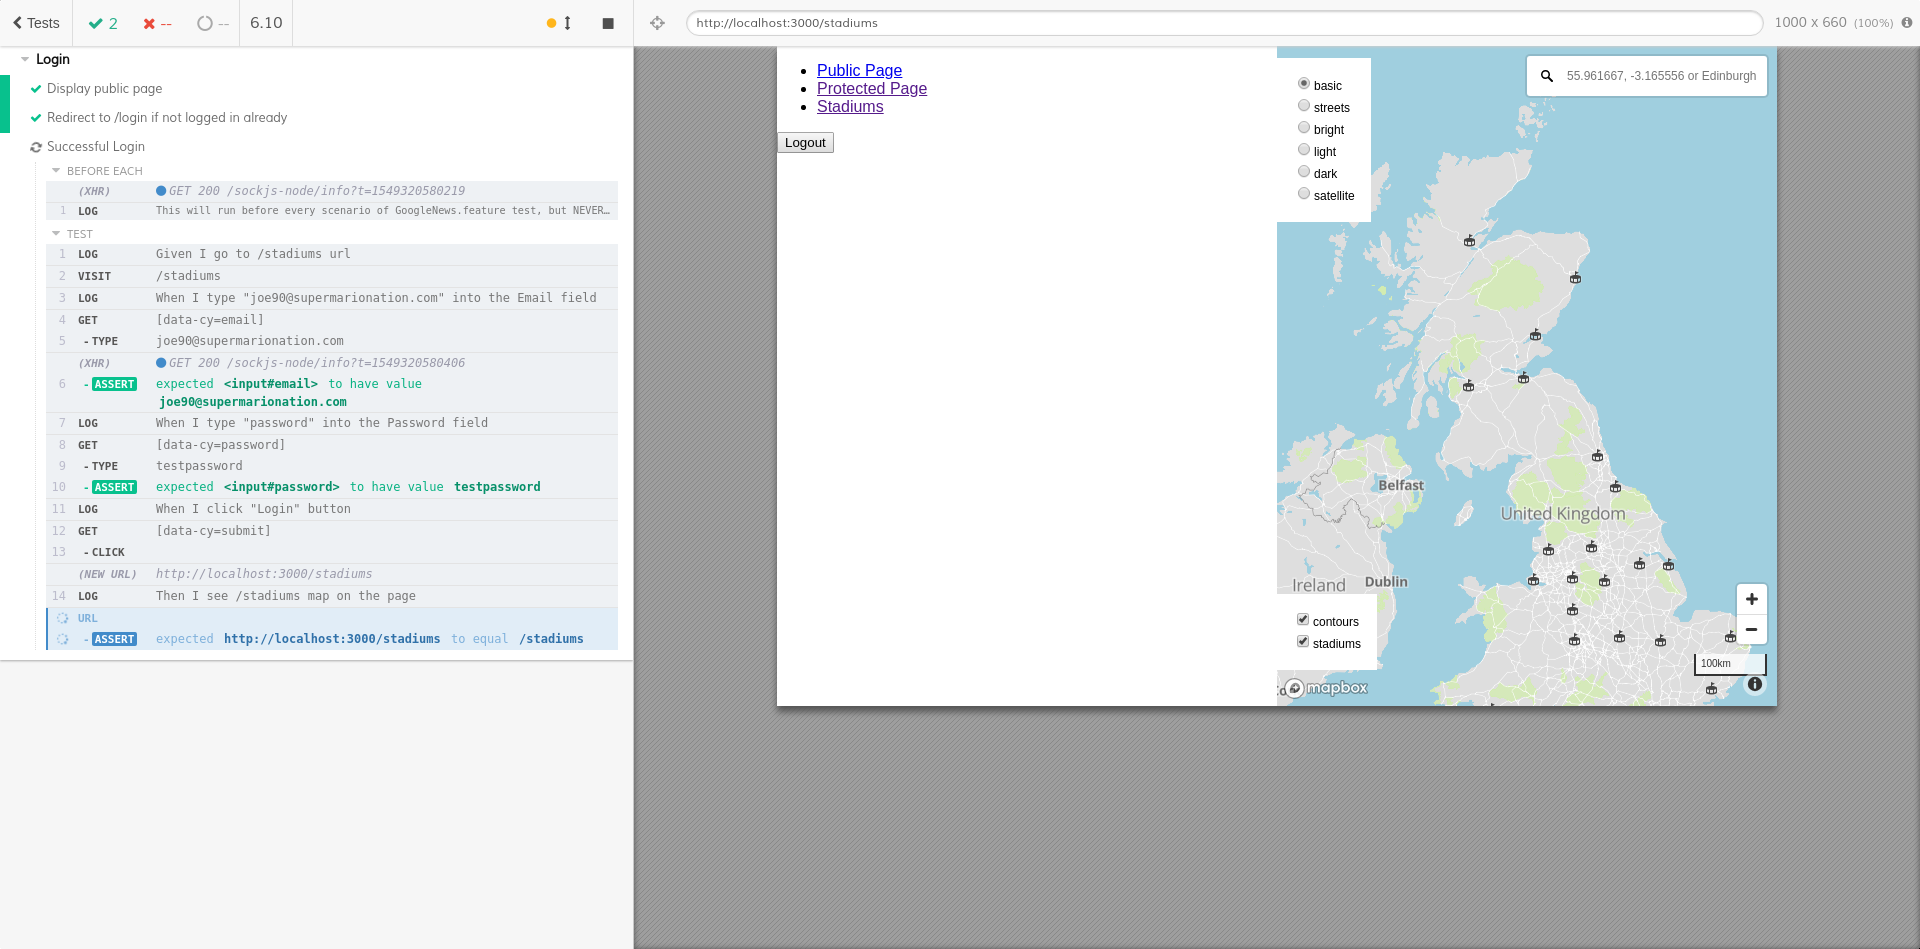 Tests
2
--
--
6.10
http://localhost:3000/stadiums
1000 x 660 (100%)
Login
Display public page
Redirect to /login if not logged in already
Successful Login
BEFORE EACH
(XHR) GET 200 /sockjs-node/info?t=1549320580219
1 LOG This will run before every scenario of GoogleNews.feature test, but NEVER…
TEST
1 LOG Given I go to /stadiums url
2 VISIT /stadiums
3 LOG When I type "joe90@supermarionation.com" into the Email field
4 GET [data-cy=email]
5 - TYPE joe90@supermarionation.com
(XHR) GET 200 /sockjs-node/info?t=1549320580406
6 - ASSERT expected <input#email> to have value
joe90@supermarionation.com
7 LOG When I type "password" into the Password field
8 GET [data-cy=password]
9 - TYPE testpassword
10 - ASSERT expected <input#password> to have value testpassword
11 LOG When I click "Login" button
12 GET [data-cy=submit]
13 - CLICK
(NEW URL) http://localhost:3000/stadiums
14 LOG Then I see /stadiums map on the page
URL
- ASSERT expected http://localhost:3000/stadiums to equal /stadiums
Public Page
Protected Page
Stadiums
Logout
basic
streets
bright
light
dark
satellite
55.961667, -3.165556 or Edinburgh
Belfast
United Kingdom
Dublin
Ireland
contours
stadiums
+
−
100km
mapbox